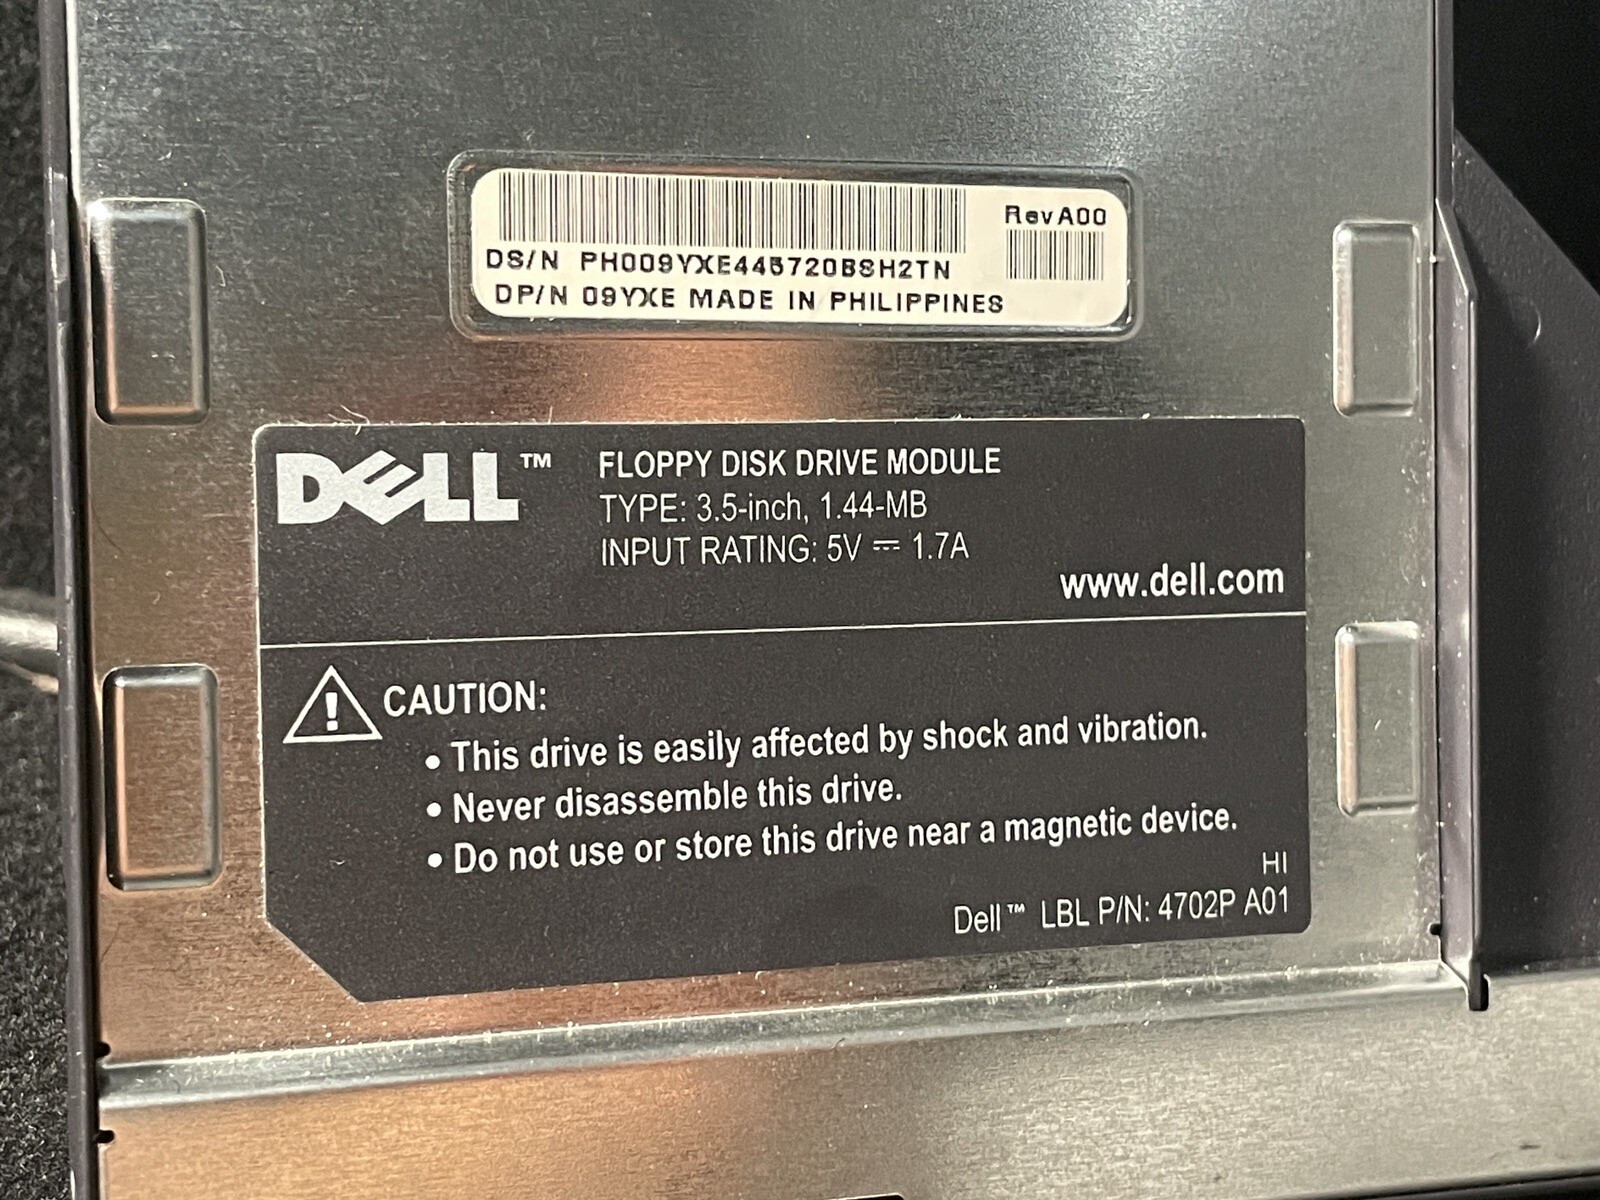 RevA00
DS/N PH009YXE445720BSH2TN
DP/N 09YXE MADE IN PHILIPPINES
DELL™
FLOPPY DISK DRIVE MODULE
TYPE: 3.5-inch, 1.44-MB
INPUT RATING: 5V ⎓ 1.7A
www.dell.com
CAUTION:
• This drive is easily affected by shock and vibration.
• Never disassemble this drive.
• Do not use or store this drive near a magnetic device.
HI
Dell™ LBL P/N: 4702P A01